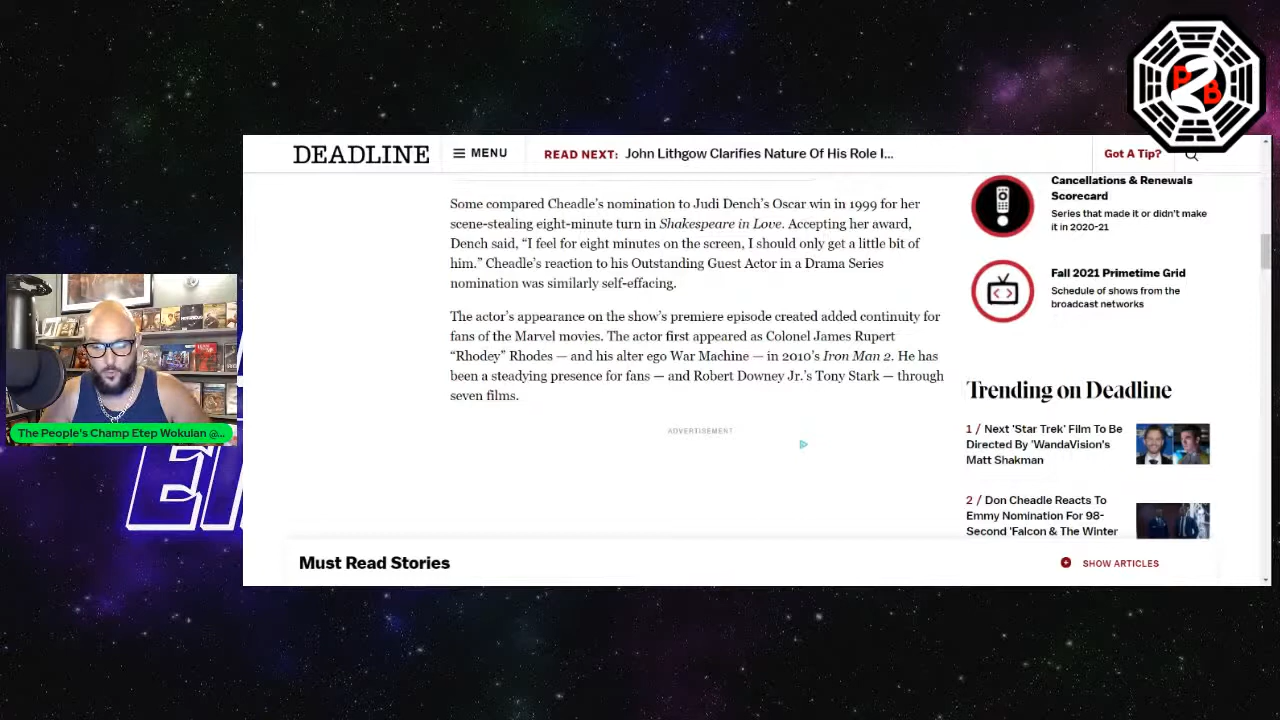 DEADLINE
MENU
READ NEXT: John Lithgow Clarifies Nature Of His Role I...
Got A Tip?
Some compared Cheadle’s nomination to Judi Dench’s Oscar win in 1999 for her
scene-stealing eight-minute turn in Shakespeare in Love. Accepting her award,
Dench said, “I feel for eight minutes on the screen, I should only get a little bit of
him.” Cheadle’s reaction to his Outstanding Guest Actor in a Drama Series
nomination was similarly self-effacing.
The actor’s appearance on the show’s premiere episode created added continuity for
fans of the Marvel movies. The actor first appeared as Colonel James Rupert
“Rhodey” Rhodes — and his alter ego War Machine — in 2010’s Iron Man 2. He has
been a steadying presence for fans — and Robert Downey Jr.’s Tony Stark — through
seven films.
ADVERTISEMENT
Cancellations & Renewals
Scorecard
Series that made it or didn't make
it in 2020-21
Fall 2021 Primetime Grid
Schedule of shows from the
broadcast networks
Trending on Deadline
1 / Next 'Star Trek' Film To Be
Directed By 'WandaVision's
Matt Shakman
2 / Don Cheadle Reacts To
Emmy Nomination For 98-
Second 'Falcon & The Winter
Must Read Stories
SHOW ARTICLES
The People's Champ Etep Wokuian @...
P2B